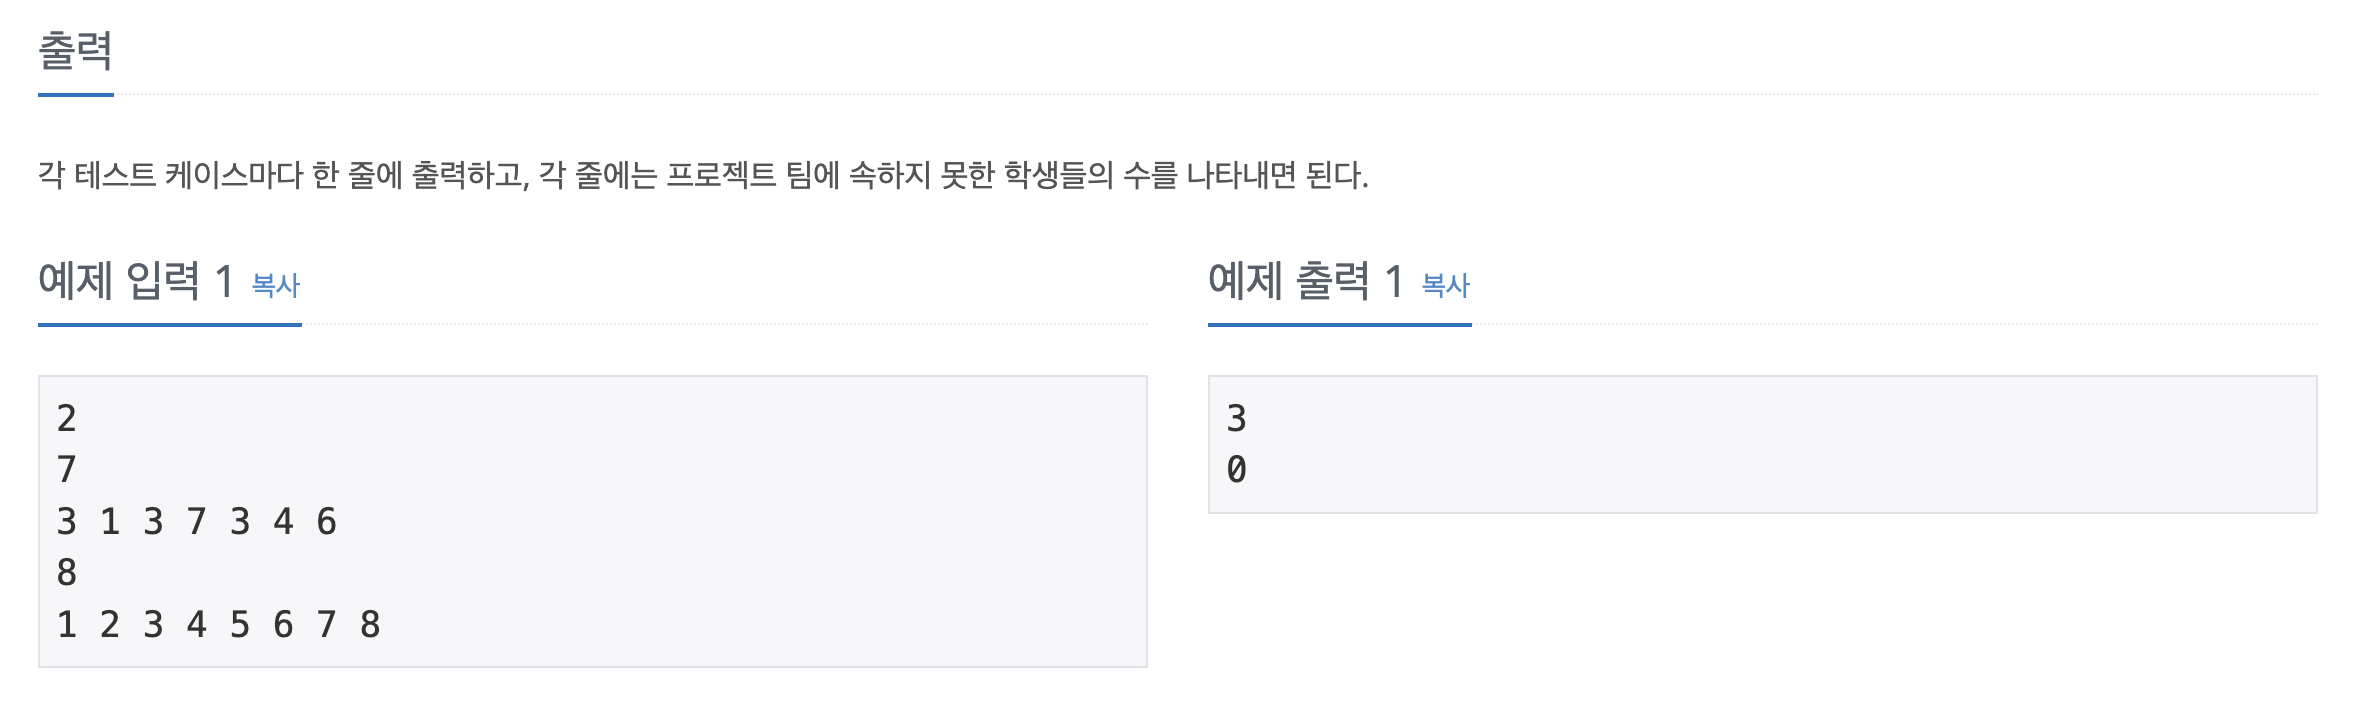 출력
각 테스트 케이스마다 한 줄에 출력하고, 각 줄에는 프로젝트 팀에 속하지 못한 학생들의 수를 나타내면 된다.
예제 입력 1 복사
2
7
3 1 3 7 3 4 6
8
1 2 3 4 5 6 7 8
예제 출력 1 복사
3
0